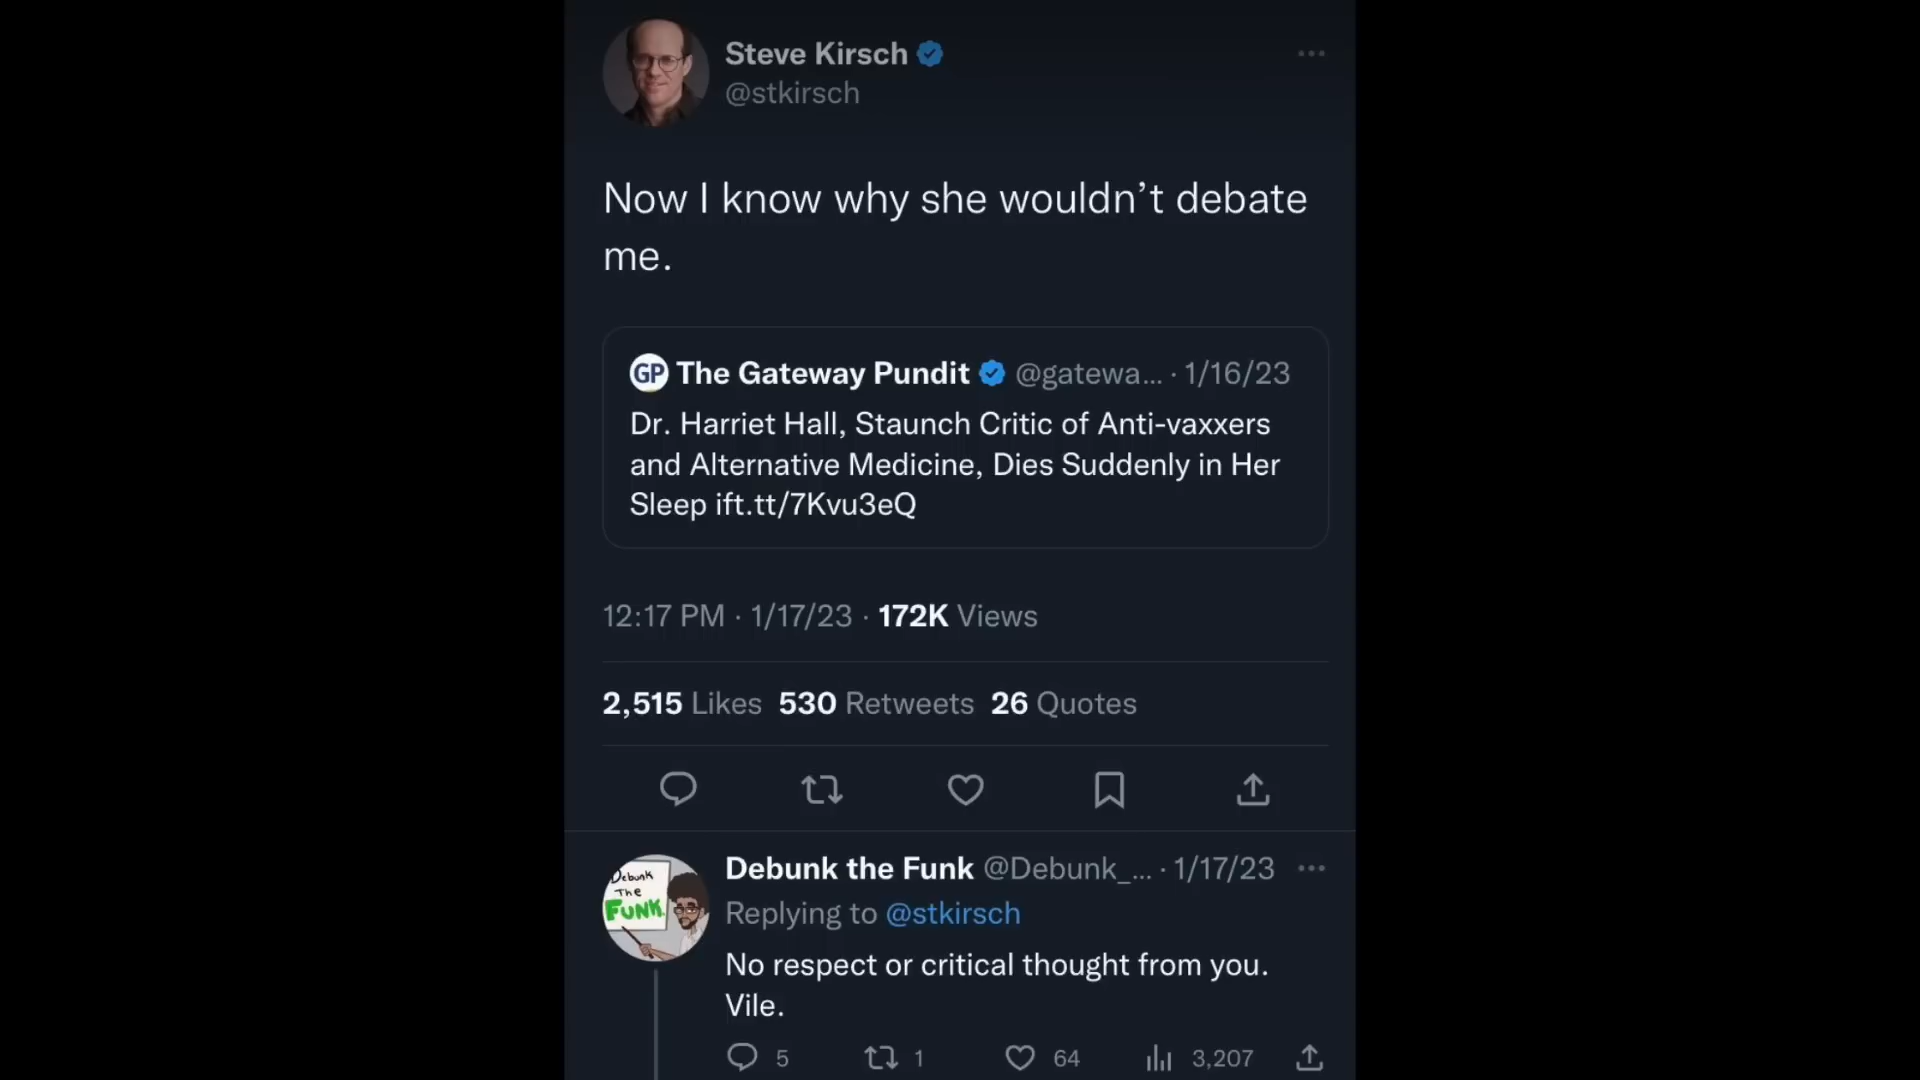 Steve Kirsch
@stkirsch
Now I know why she wouldn’t debate
me.
GP The Gateway Pundit @gatewa... · 1/16/23
Dr. Harriet Hall, Staunch Critic of Anti-vaxxers
and Alternative Medicine, Dies Suddenly in Her
Sleep ift.tt/7Kvu3eQ
12:17 PM · 1/17/23 · 172K Views
2,515 Likes 530 Retweets 26 Quotes
Debunk the Funk @Debunk_... · 1/17/23
Debunk
The
FUNK.
Replying to @stkirsch
No respect or critical thought from you.
Vile.
5 1 64 3,207